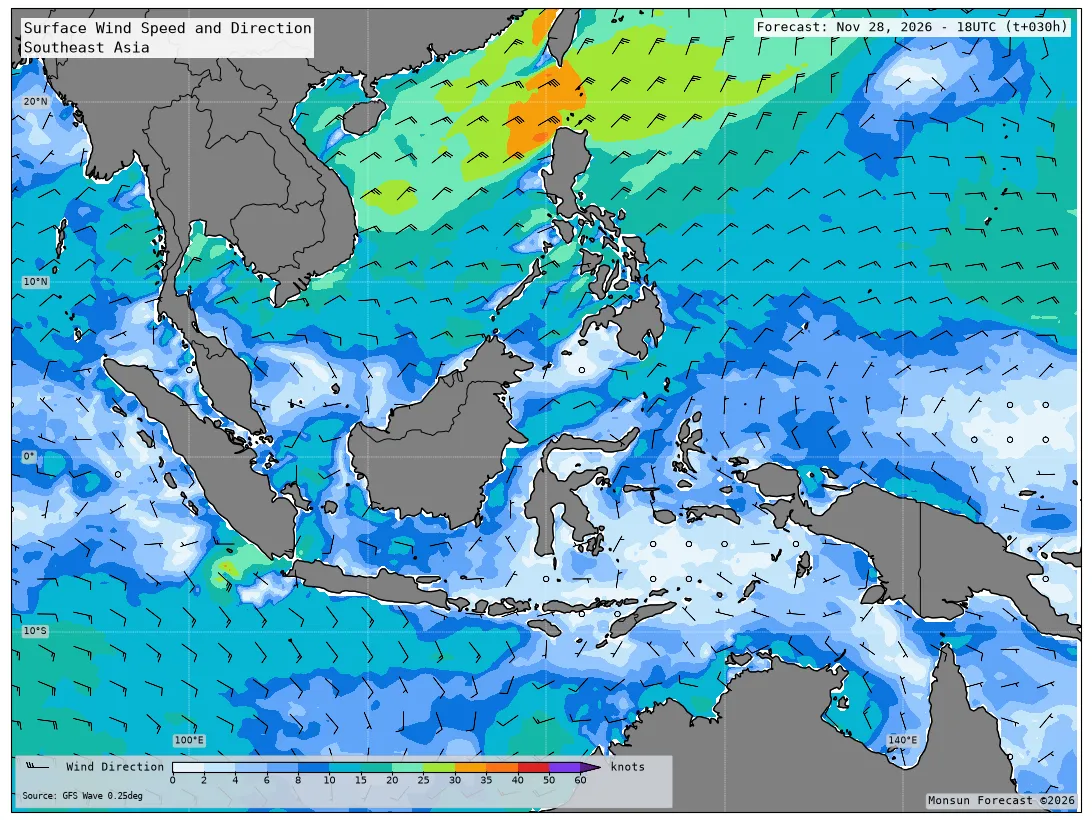 Surface Wind Speed and Direction
Southeast Asia
Forecast: Nov 28, 2026 - 18UTC (t+030h)
20°N
10°N
0°
10°S
100°E
140°E
Wind Direction
knots
0 2 4 6 8 10 15 20 25 30 35 40 50 60
Source: GFS Wave 0.25deg
Monsun Forecast ©2026